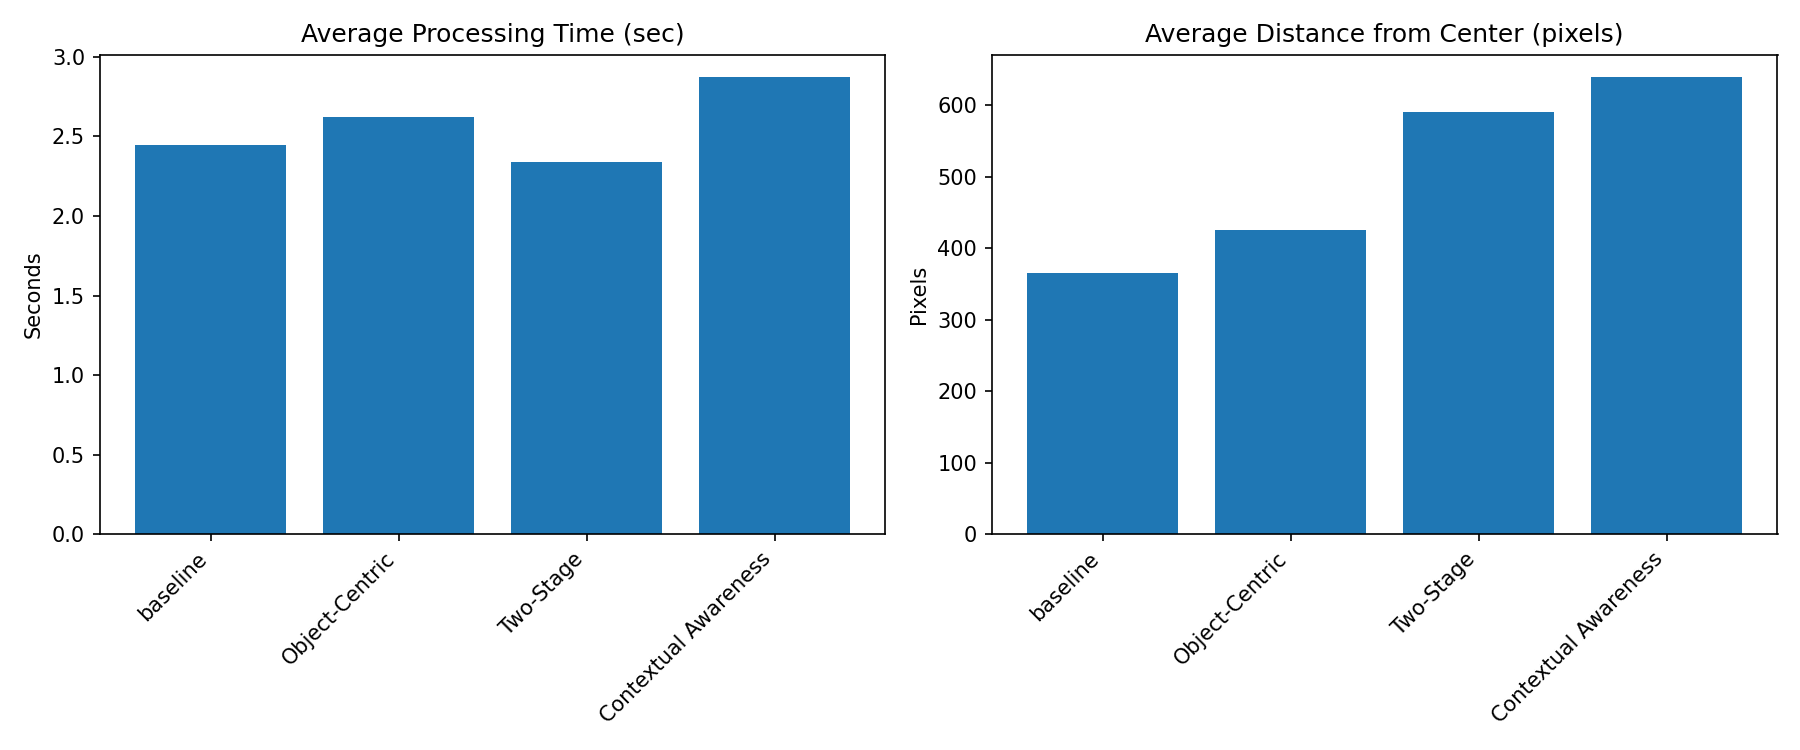 Average Processing Time (sec)
3.0
2.5
2.0
1.5
1.0
0.5
0.0
Seconds
baseline
Object-Centric
Two-Stage
Contextual Awareness
Average Distance from Center (pixels)
600
500
400
300
200
100
0
Pixels
baseline
Object-Centric
Two-Stage
Contextual Awareness